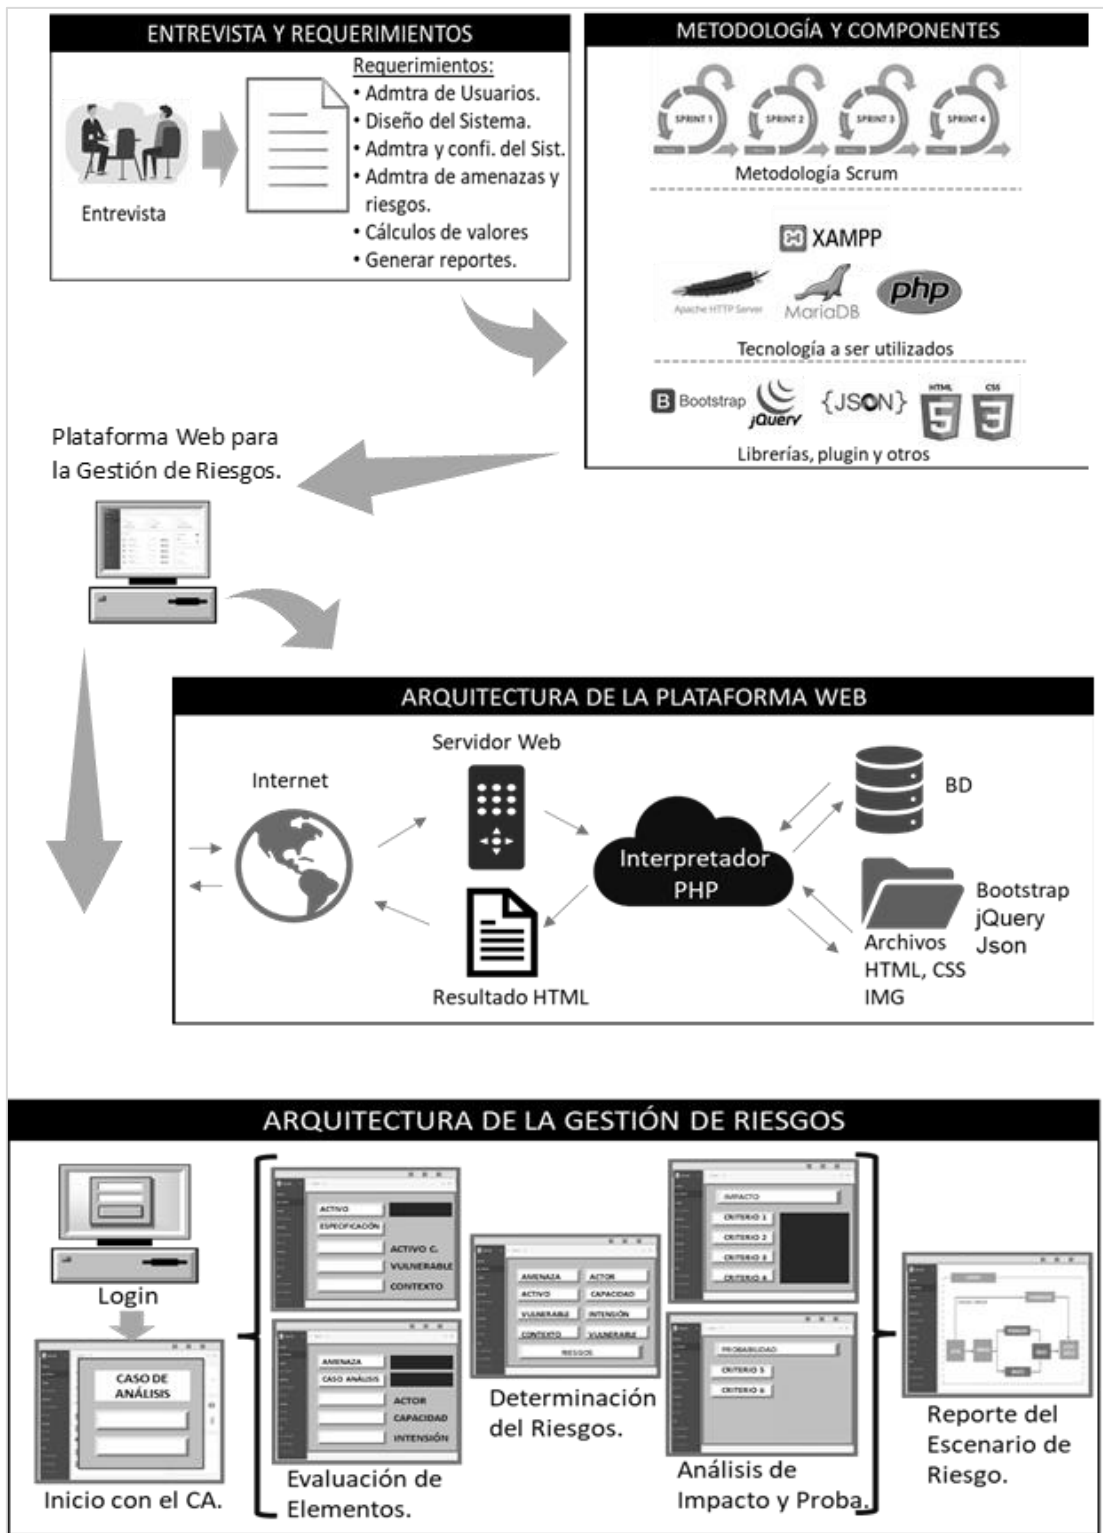 ENTREVISTA Y REQUERIMIENTOS
Entrevista
Requerimientos:
• Admtra de Usuarios.
• Diseño del Sistema.
• Admtra y confi. del Sist.
• Admtra de amenazas y
riesgos.
• Cálculos de valores
• Generar reportes.
METODOLOGÍA Y COMPONENTES
SPRINT 1
SPRINT 2
SPRINT 3
SPRINT 4
Metodología Scrum
XAMPP
Apache HTTP Server
MariaDB
php
Tecnología a ser utilizados
B Bootstrap
jQuery
{JSON}
HTML
5
CSS
3
Librerías, plugin y otros
Plataforma Web para
la Gestión de Riesgos.
ARQUITECTURA DE LA PLATAFORMA WEB
Internet
Servidor Web
Resultado HTML
Interpretador
PHP
BD
Bootstrap
jQuery
Json
Archivos
HTML, CSS
IMG
ARQUITECTURA DE LA GESTIÓN DE RIESGOS
Login
CASO DE
ANÁLISIS
Inicio con el CA.
ACTIVO
ESPECIFICACIÓN
ACTIVO C.
VULNERABLE
CONTEXTO
AMENAZA
CASO ANÁLISIS
ACTOR
CAPACIDAD
INTENSIÓN
Evaluación de
Elementos.
AMENAZA ACTOR
ACTIVO CAPACIDAD
VULNERABLE INTENSIÓN
CONTEXTO VULNERABLE
RIESGOS
Determinación
del Riesgos.
IMPACTO
CRITERIO 1
CRITERIO 2
CRITERIO 3
CRITERIO 4
PROBABILIDAD
CRITERIO 5
CRITERIO 6
Análisis de
Impacto y Proba.
Reporte del
Escenario de
Riesgo.